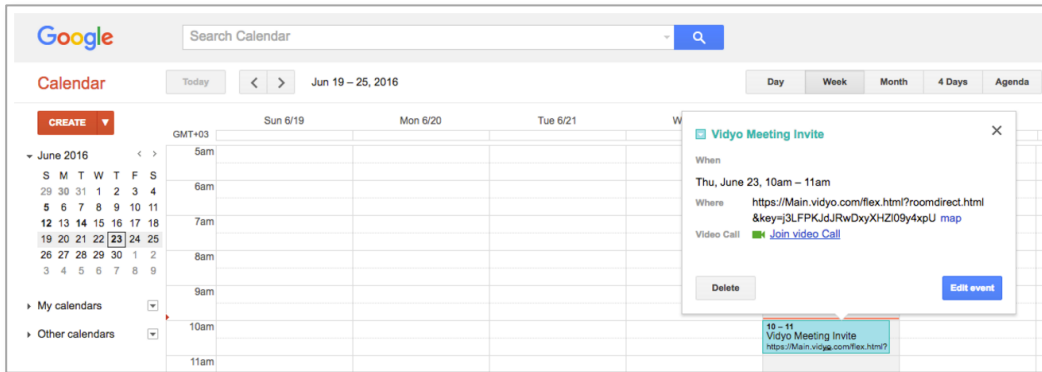 Google
Search Calendar
Calendar
Today
< >
Jun 19 – 25, 2016
Day Week Month 4 Days Agenda
CREATE
GMT+03
Sun 6/19 Mon 6/20 Tue 6/21 W
June 2016 < >
S M T W T F S
29 30 31 1 2 3 4
5 6 7 8 9 10 11
12 13 14 15 16 17 18
19 20 21 22 23 24 25
26 27 28 29 30 1 2
3 4 5 6 7 8 9
My calendars
Other calendars
5am
6am
7am
8am
9am
10am
11am
Vidyo Meeting Invite
When
Thu, June 23, 10am – 11am
Where https://Main.vidyo.com/flex.html?roomdirect.html
&key=j3LFPKJdJRwDxyXHZl09y4xpU map
Video Call Join video Call
Delete Edit event
10 – 11
Vidyo Meeting Invite
https://Main.vidyo.com/flex.html?